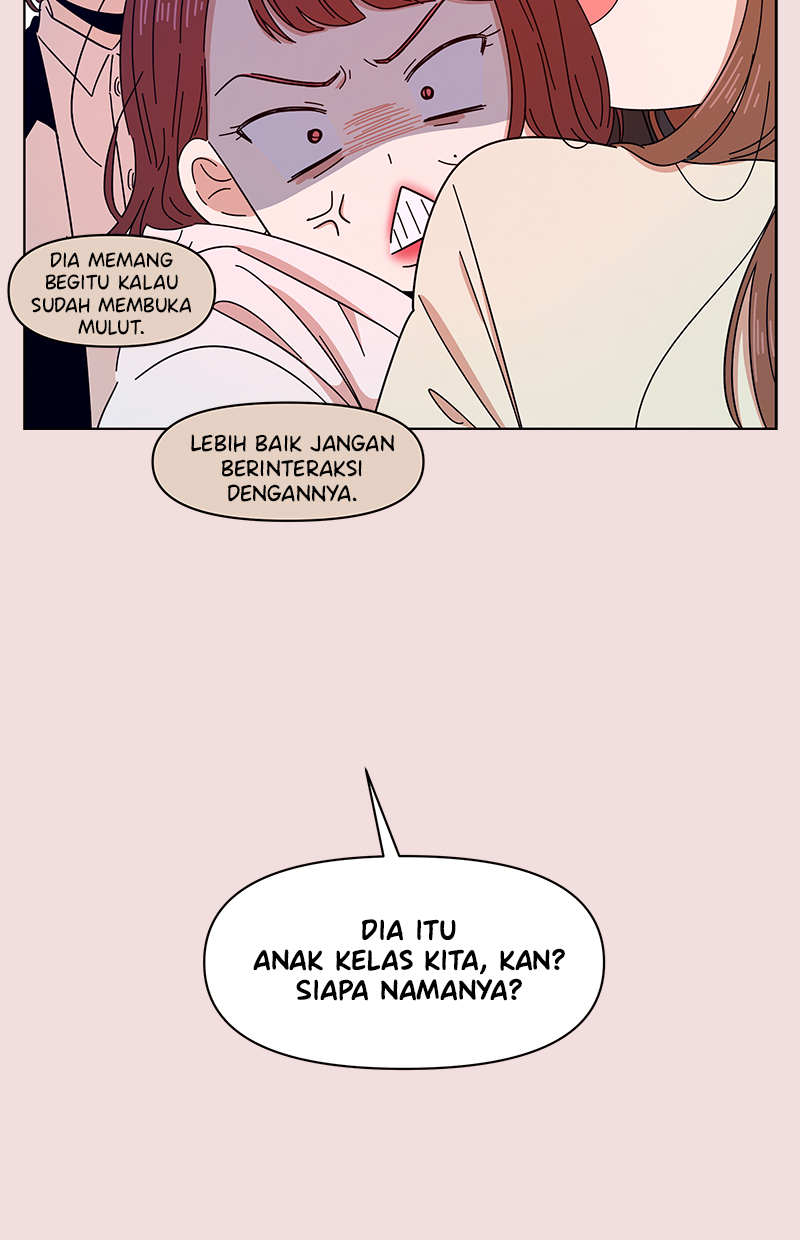 DIA MEMANG
BEGITU KALAU
SUDAH MEMBUKA
MULUT.
LEBIH BAIK JANGAN
BERINTERAKSI
DENGANNYA.
DIA ITU
ANAK KELAS KITA, KAN?
SIAPA NAMANYA?